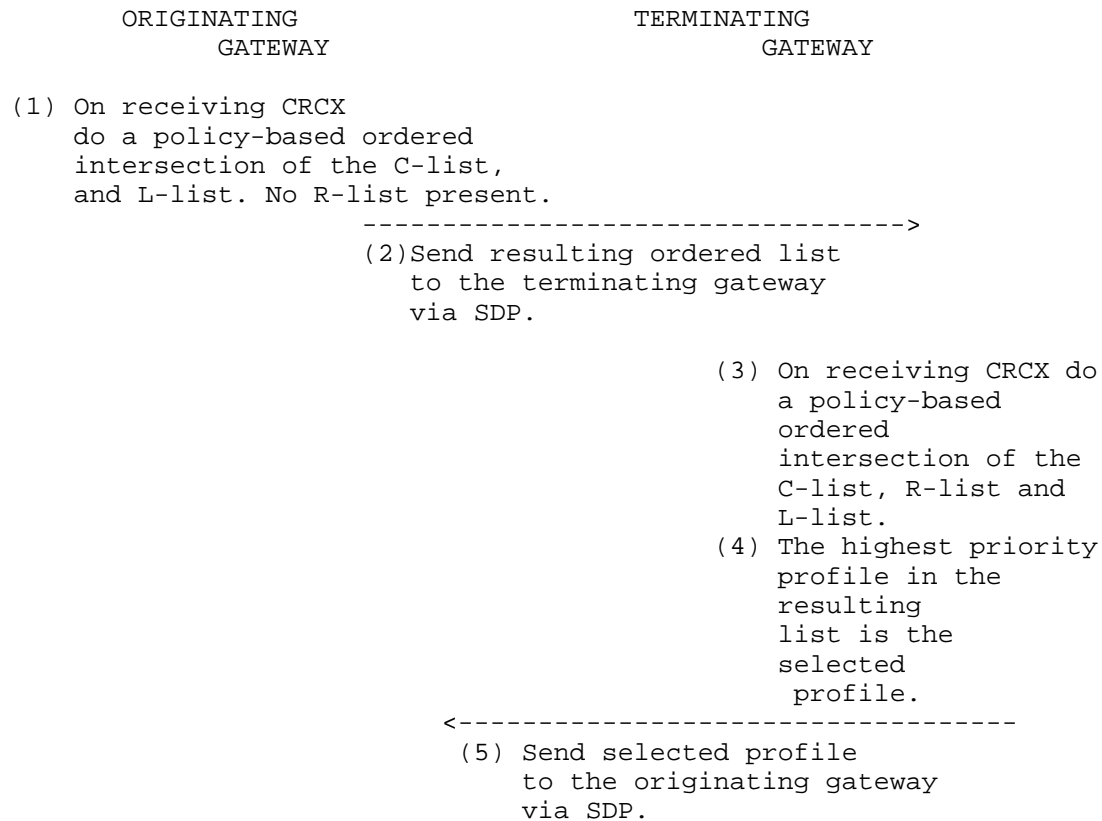 ORIGINATING TERMINATING
GATEWAY GATEWAY
(1) On receiving CRCX
do a policy-based ordered
intersection of the C-list,
and L-list. No R-list present.
---------------------------------->
(2)Send resulting ordered list
to the terminating gateway
via SDP.
(3) On receiving CRCX do
a policy-based
ordered
intersection of the
C-list, R-list and
L-list.
(4) The highest priority
profile in the
resulting
list is the
selected
profile.
<-----------------------------------
(5) Send selected profile
to the originating gateway
via SDP.